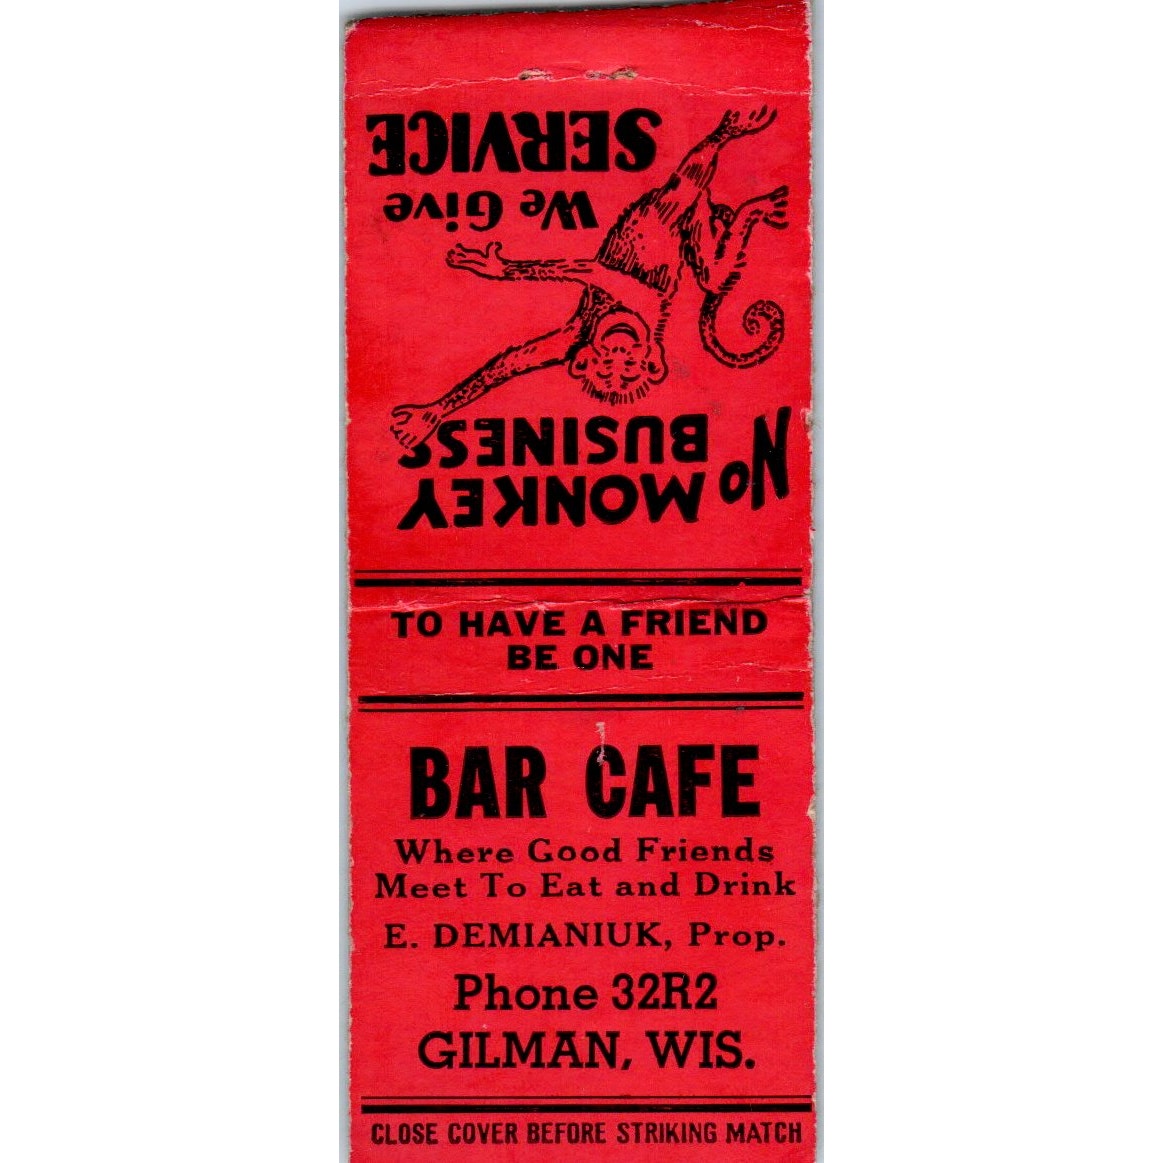 No MONKEY
BUSINESS
We Give
SERVICE
TO HAVE A FRIEND
BE ONE
BAR CAFE
Where Good Friends
Meet To Eat and Drink
E. DEMIANIUK, Prop.
Phone 32R2
GILMAN, WIS.
CLOSE COVER BEFORE STRIKING MATCH